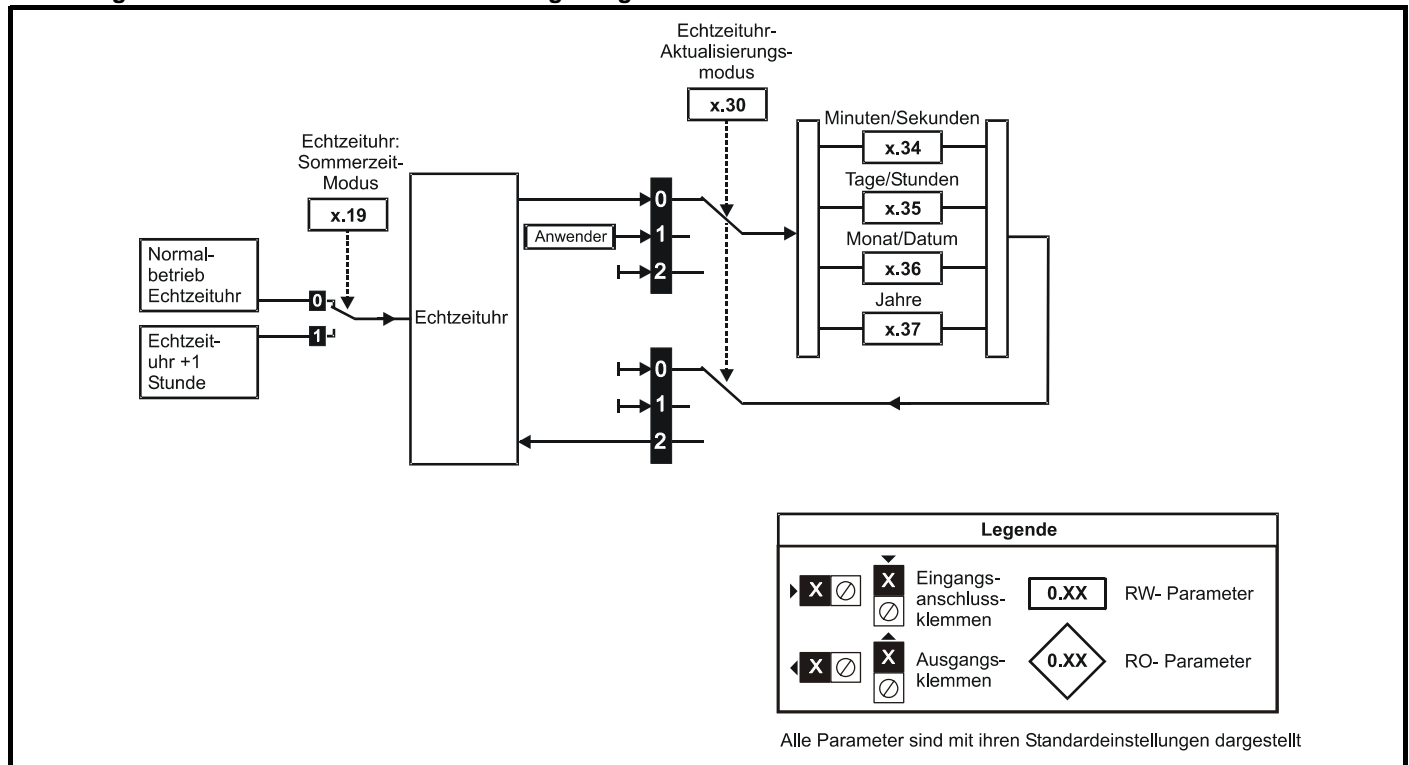 Echtzeituhr-
Aktualisierungs-
modus
x.30
Echtzeituhr:
Sommerzeit-
Modus
x.19
Normal-
betrieb
Echtzeituhr
0
Echtzeit-
uhr +1
Stunde
1
Echtzeituhr
0
Anwender
1
2
0
1
2
Minuten/Sekunden
x.34
Tage/Stunden
x.35
Monat/Datum
x.36
Jahre
x.37
Legende
X
X
Eingangs-
anschluss-
klemmen
0.XX
RW- Parameter
X
X
Ausgangs-
klemmen
0.XX
RO- Parameter
Alle Parameter sind mit ihren Standardeinstellungen dargestellt